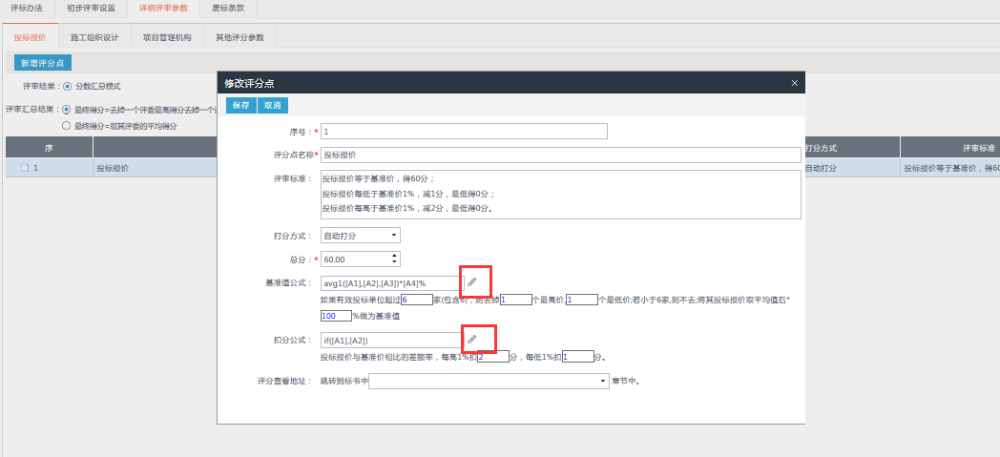 评标办法 初步评审设置 详细评审参数 废标条款
投标报价 施工组织设计 项目管理机构 其他评分参数
新增评分点
评审结果： 分数汇总模式
评审汇总结果： 最终得分=去掉一个评委最高得分去掉一个
最终得分=取其评委的平均得分
序 打分方式 评审标准
1 投标报价 自动打分 投标报价等于基准价，得60
修改评分点 ×
保存 取消
序号：* 1
评分点名称* 投标报价
评审标准： 投标报价等于基准价，得60分；
投标报价每低于基准价1%，减1分，最低得0分；
投标报价每高于基准价1%，减2分，最低得0分。
打分方式： 自动打分
总分：* 60.00
基准值公式： avg1([A1],[A2],[A3])*[A4]%
如果有效投标单位超过6家(包含6)，则去掉1个最高价,1个最低价;若小于6家,则不去;将其投标报价取平均值后*
100%做为基准值
扣分公式： if([A1],[A2])
投标报价与基准价相比的差额率，每高1%扣2分，每低1%扣1分。
评分查看地址： 跳转到标书中 章节中。